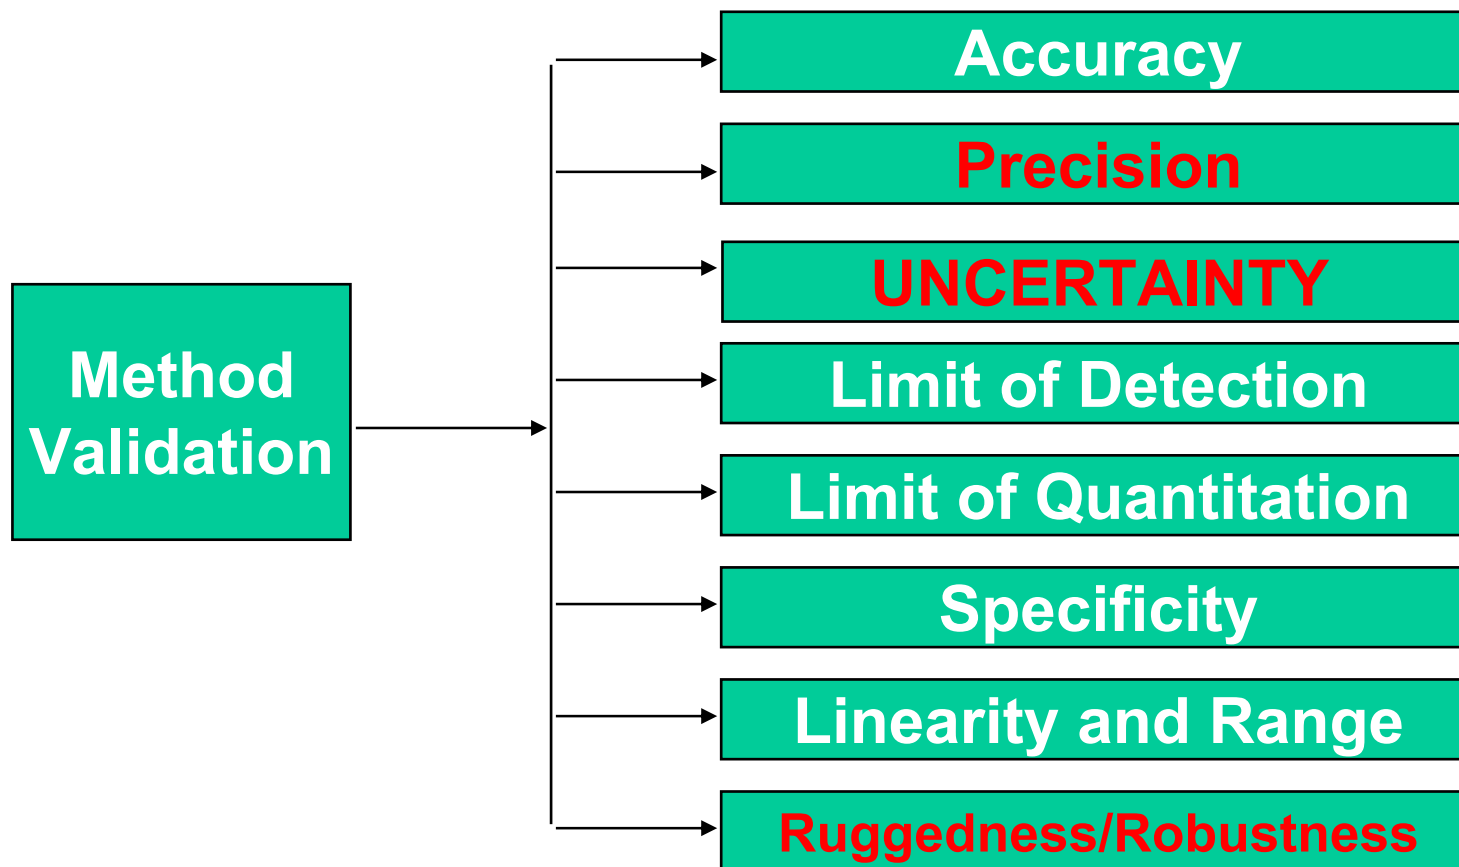 Accuracy
Precision
UNCERTAINTY
Method
Validation
Limit of Detection
Limit of Quantitation
Specificity
Linearity and Range
Ruggedness/Robustness